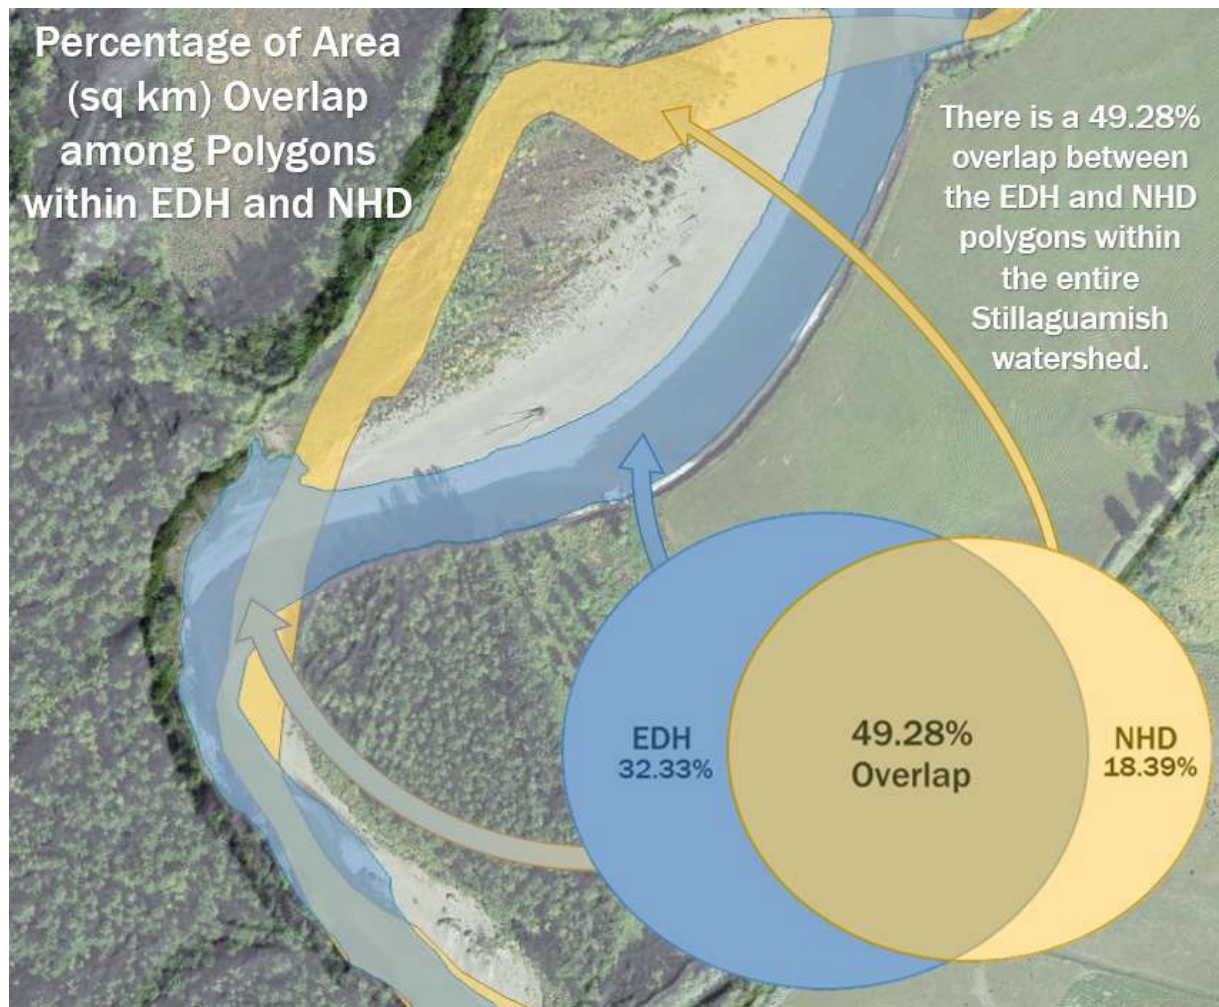 Percentage of Area
(sq km) Overlap
among Polygons
within EDH and NHD
There is a 49.28%
overlap between
the EDH and NHD
polygons within
the entire
Stillaguamish
watershed.
EDH
32.33%
49.28%
Overlap
NHD
18.39%